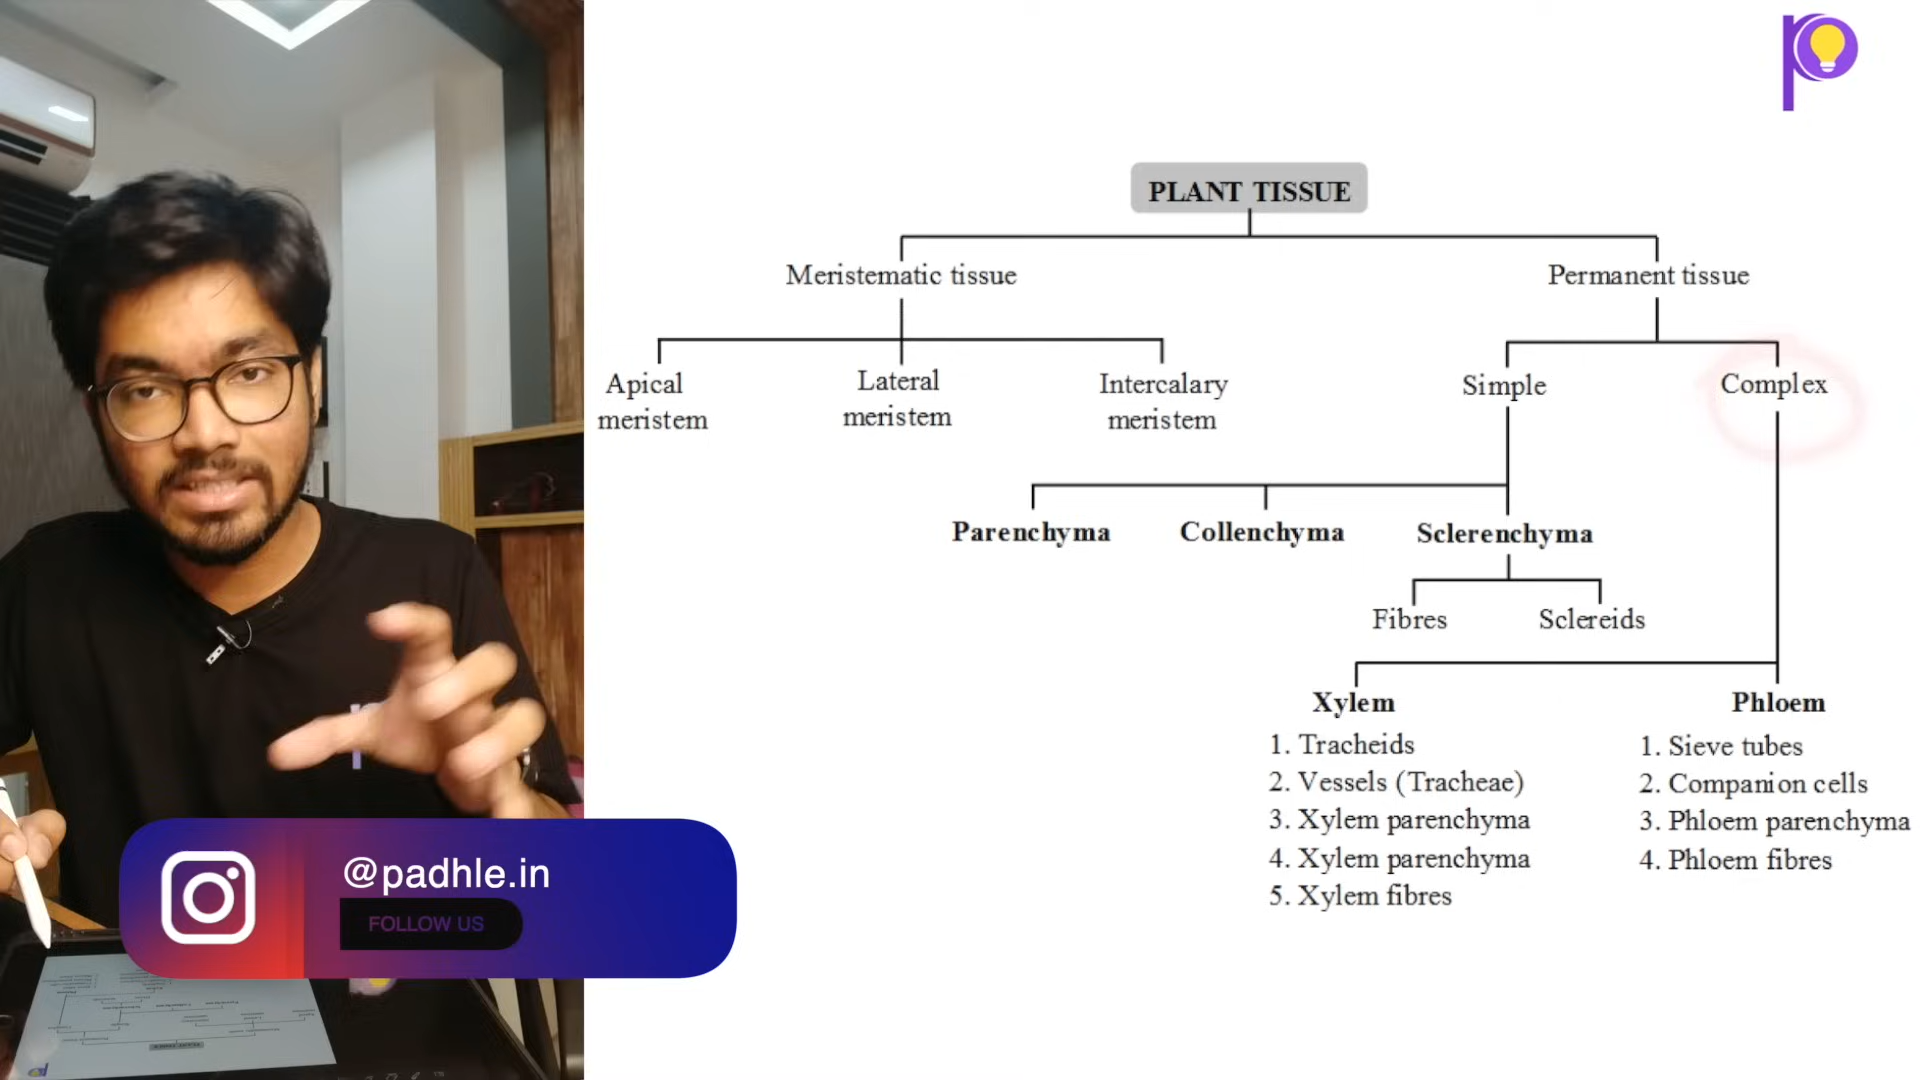 PLANT TISSUE
Meristematic tissue
Permanent tissue
Apical
meristem
Lateral
meristem
Intercalary
meristem
Simple
Complex
Parenchyma
Collenchyma
Sclerenchyma
Fibres
Sclereids
Xylem
1. Tracheids
2. Vessels (Tracheae)
3. Xylem parenchyma
4. Xylem parenchyma
5. Xylem fibres
Phloem
1. Sieve tubes
2. Companion cells
3. Phloem parenchyma
4. Phloem fibres
@padhle.in
FOLLOW US